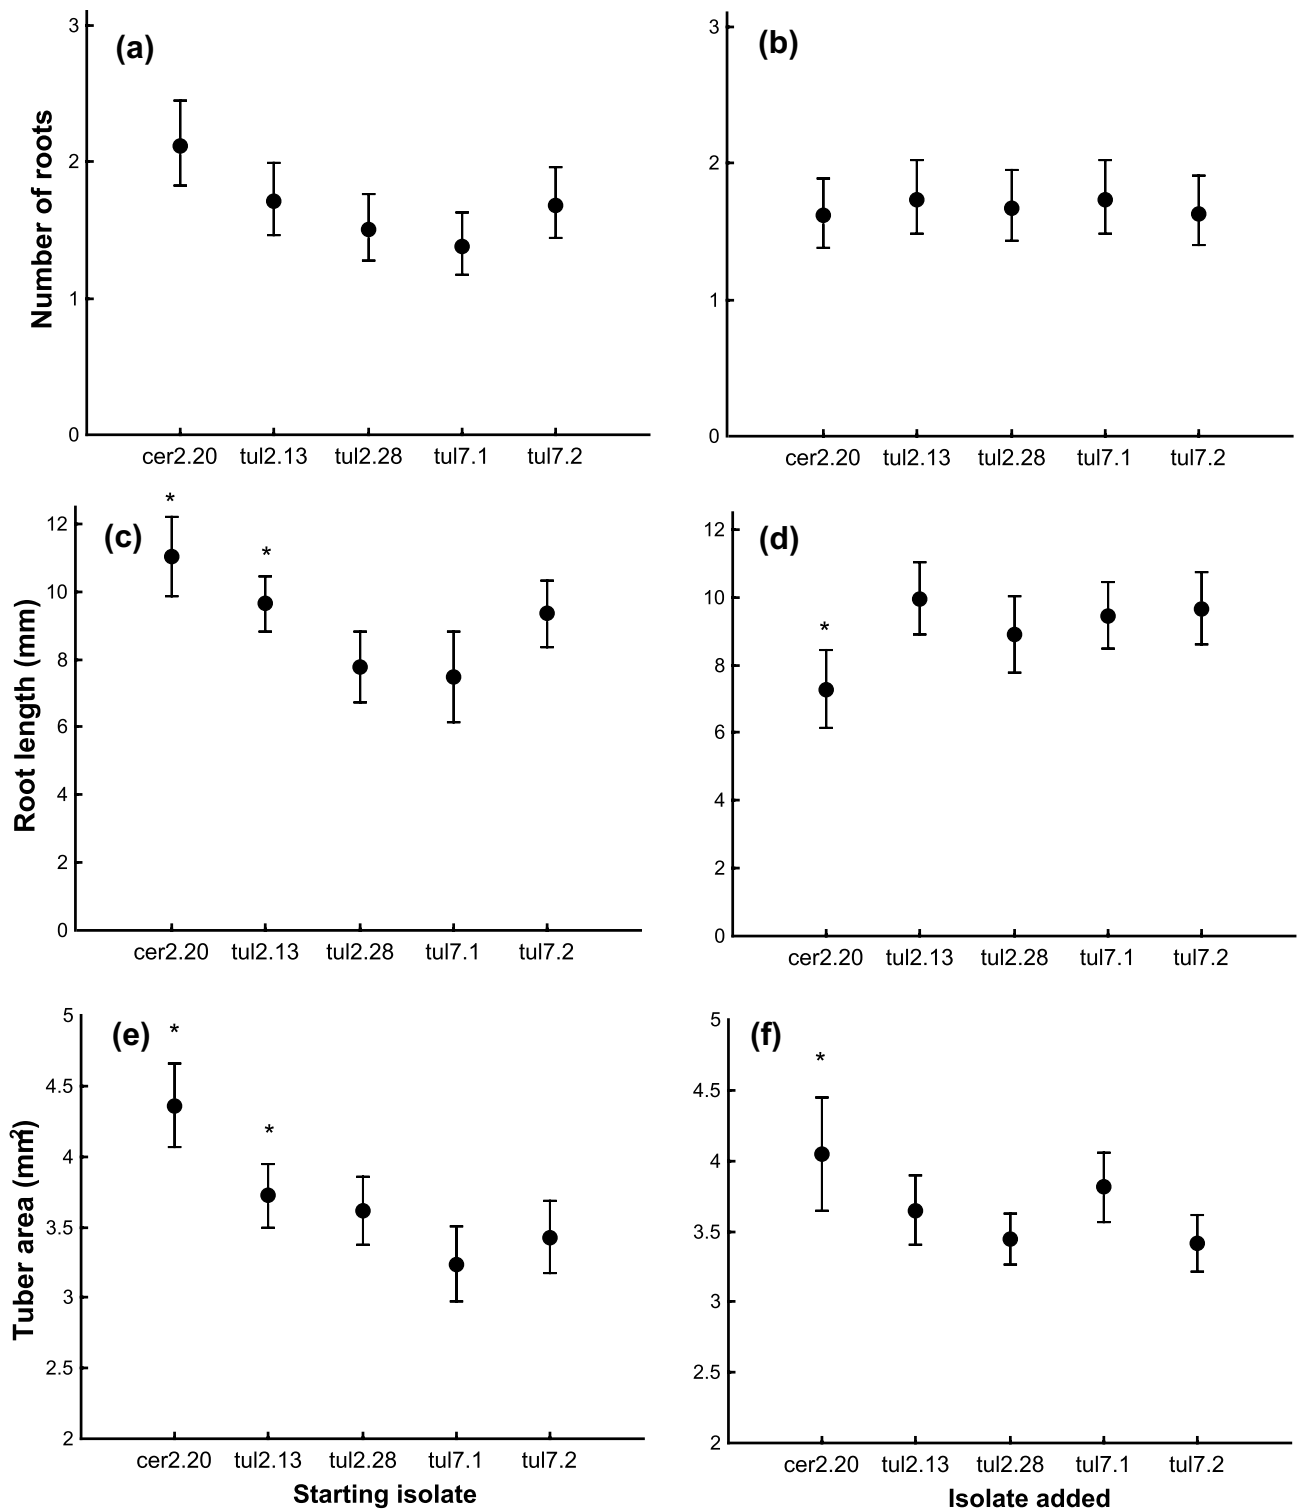 (a)
Number of roots
3
2
1
0
cer2.20 tul2.13 tul2.28 tul7.1 tul7.2
(b)
3
2
1
0
cer2.20 tul2.13 tul2.28 tul7.1 tul7.2
(c)
Root length (mm)
12
10
8
6
4
2
0
* *
cer2.20 tul2.13 tul2.28 tul7.1 tul7.2
(d)
12
10
8
6
4
2
0
*
cer2.20 tul2.13 tul2.28 tul7.1 tul7.2
(e)
Tuber area (mm2)
5
4.5
4
3.5
3
2.5
2
* *
cer2.20 tul2.13 tul2.28 tul7.1 tul7.2
Starting isolate
(f)
5
4.5
4
3.5
3
2.5
2
*
cer2.20 tul2.13 tul2.28 tul7.1 tul7.2
Isolate added